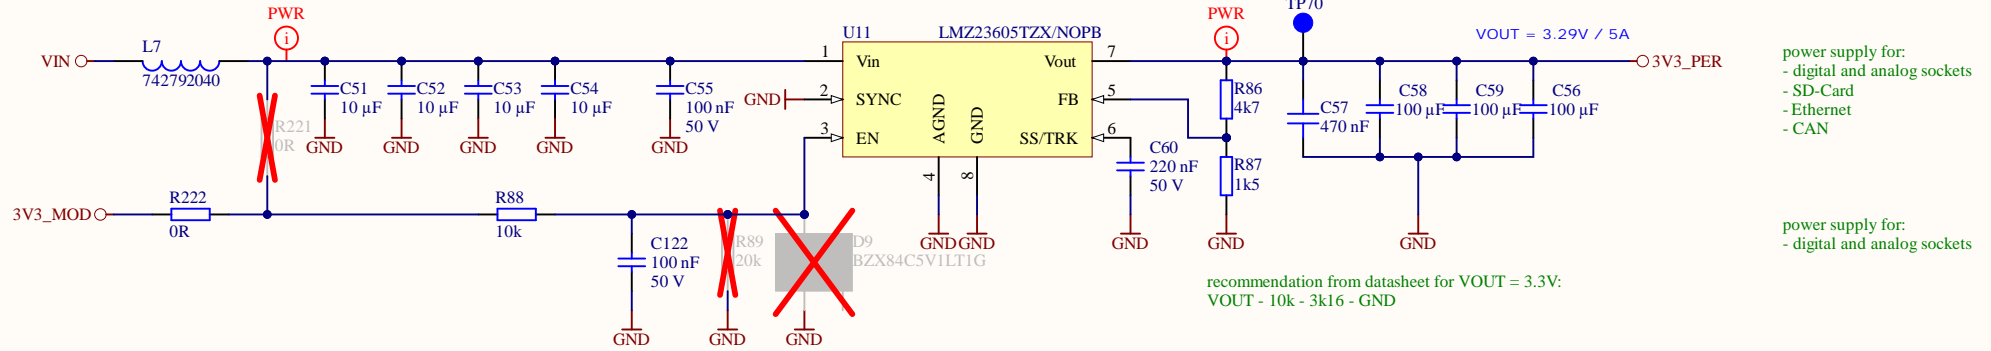 PWR
PWR
TP70
L7
U11
LMZ23605TZX/NOPB
VOUT = 3.29V / 5A
VIN
742792040
1
Vin
Vout
7
3V3_PER
power supply for:
- digital and analog sockets
- SD-Card
- Ethernet
- CAN
C51
10 µF
C52
10 µF
C53
10 µF
C54
10 µF
C55
100 nF
50 V
GND
2
SYNC
FB
5
R86
4k7
C57
470 nF
C58
100 µF
C59
100 µF
C56
100 µF
R221
0R
GND
GND
GND
GND
GND
3
EN
AGND
GND
SS/TRK
6
C60
220 nF
50 V
R87
1k5
4
8
3V3_MOD
R222
0R
R88
10k
C122
100 nF
50 V
R89
20k
D9
BZX84C5V1LT1G
GND
GND
GND
GND
GND
power supply for:
- digital and analog sockets
recommendation from datasheet for VOUT = 3.3V:
VOUT - 10k - 3k16 - GND
GND
GND
GND